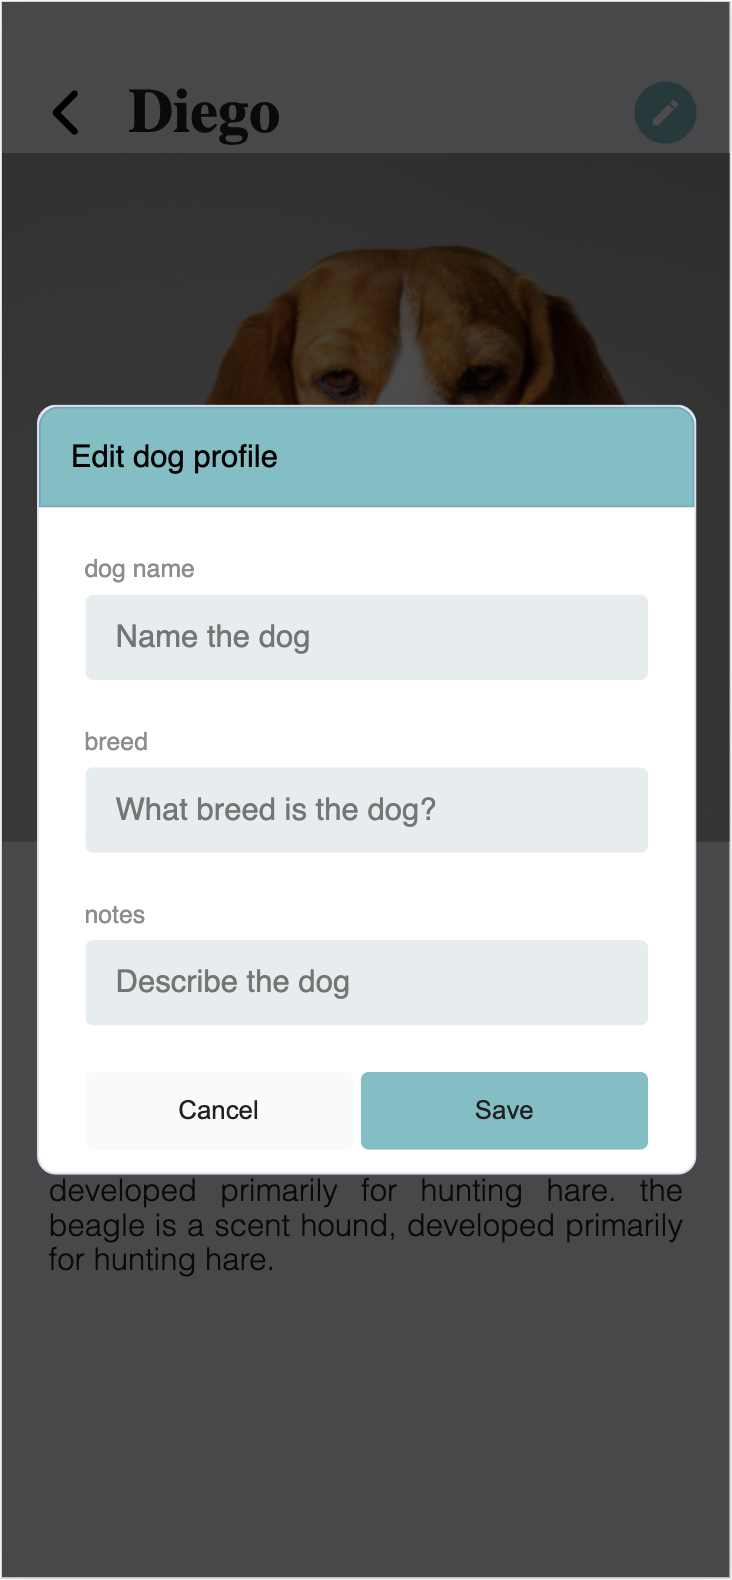 Diego
Edit dog profile
dog name
Name the dog
breed
What breed is the dog?
notes
Describe the dog
Cancel
Save
developed primarily for hunting hare. the
beagle is a scent hound, developed primarily
for hunting hare.